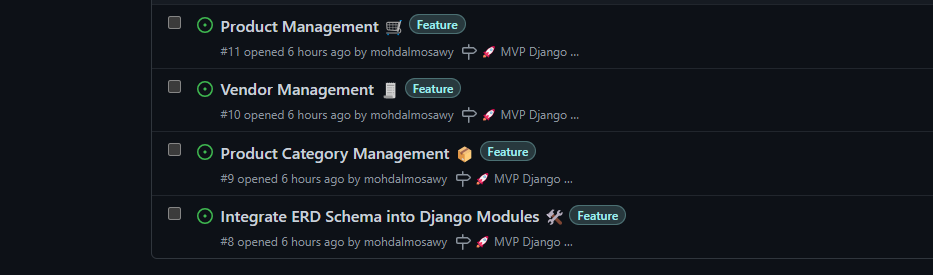 Product Management 🛒 Feature
#11 opened 6 hours ago by mohdalmosawy 🚀 MVP Django ...
Vendor Management 🧾 Feature
#10 opened 6 hours ago by mohdalmosawy 🚀 MVP Django ...
Product Category Management 📦 Feature
#9 opened 6 hours ago by mohdalmosawy 🚀 MVP Django ...
Integrate ERD Schema into Django Modules 🛠️ Feature
#8 opened 6 hours ago by mohdalmosawy 🚀 MVP Django ...